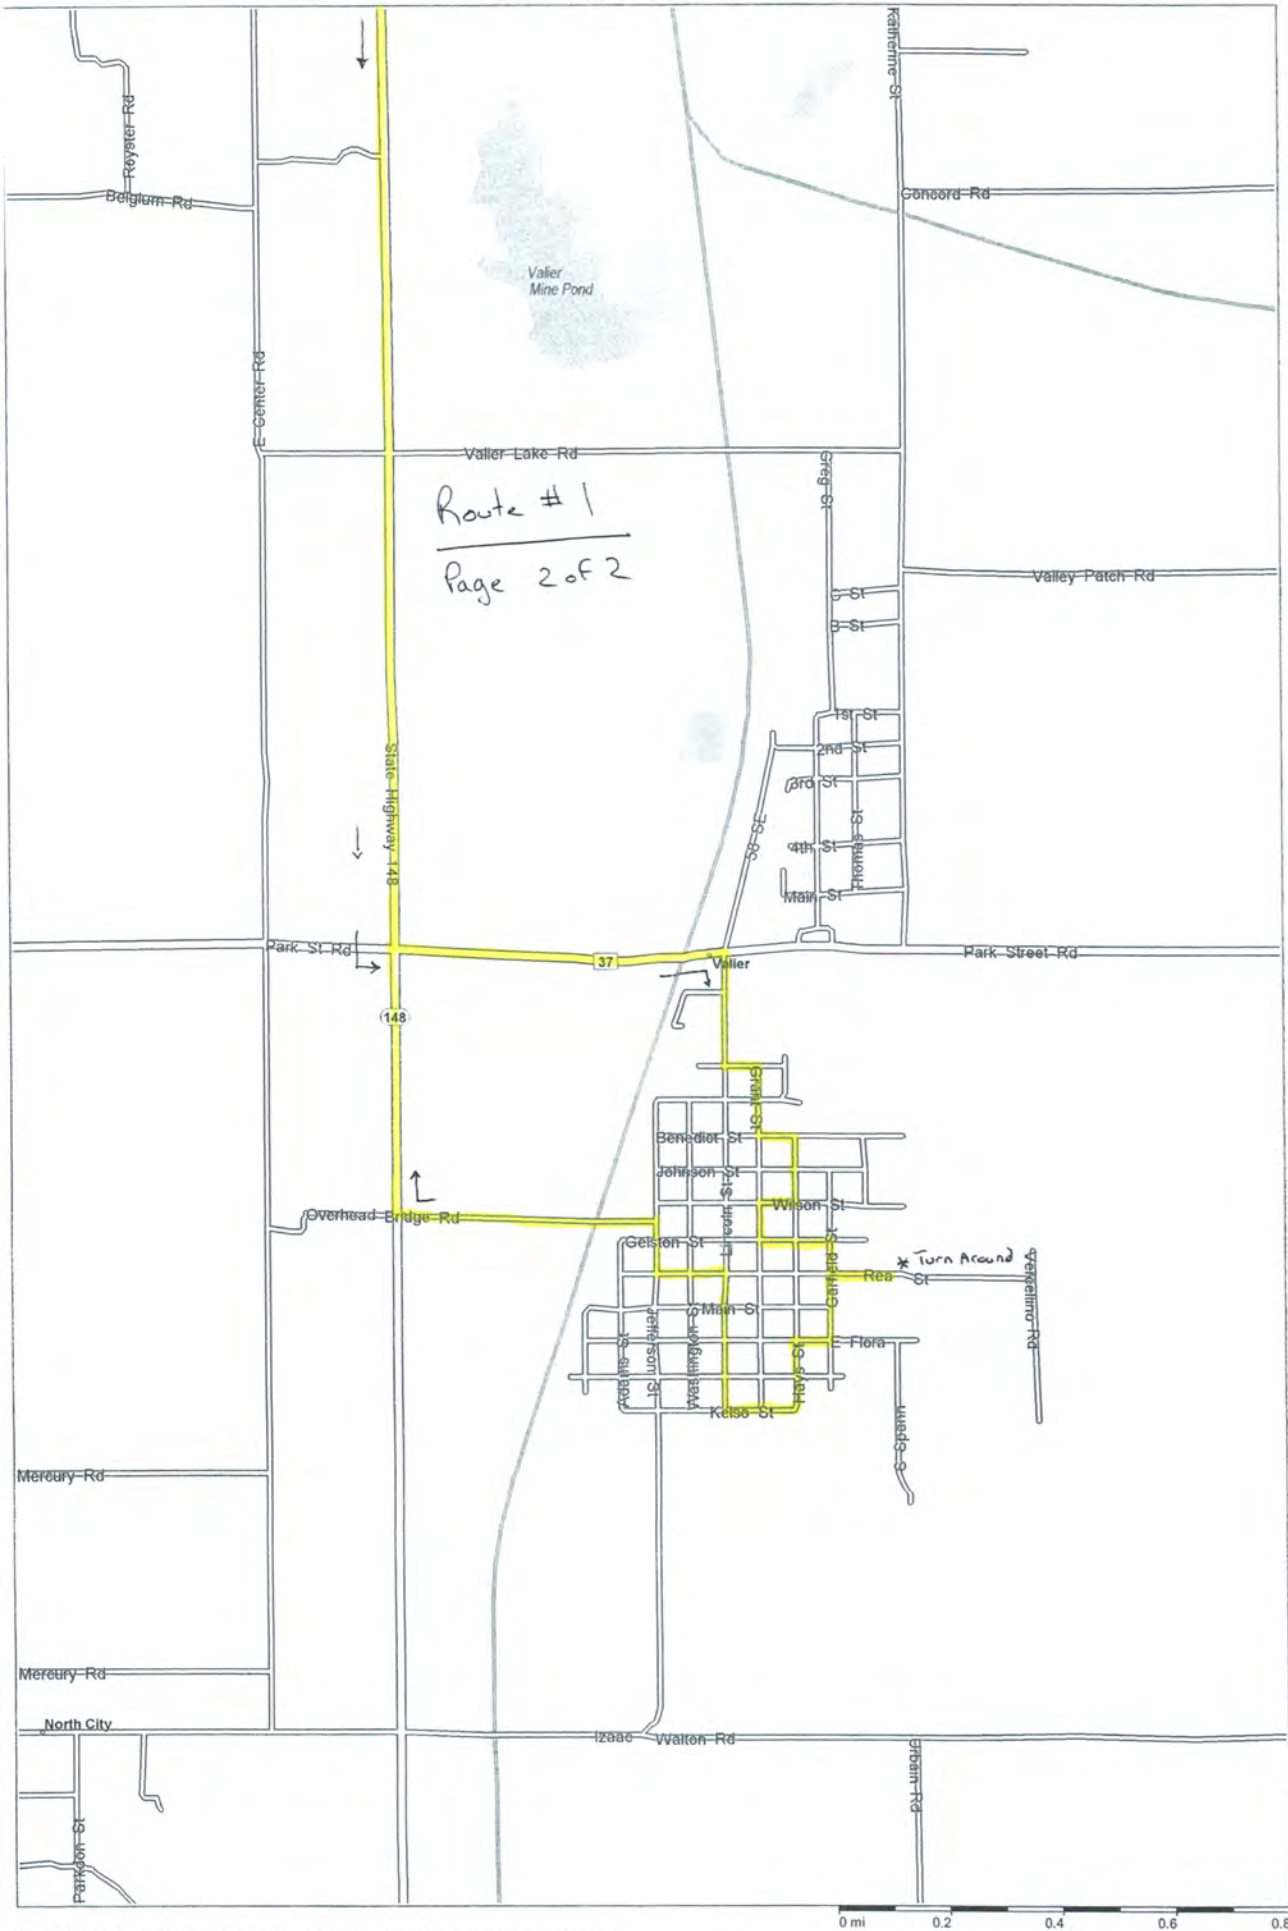 Katherine St
Royster Rd
Belgium Rd
Concord Rd
Valier
Mine Pond
E Center Rd
Valier Lake Rd
Greg St
Route # 1
Page 2 of 2
Valley Patch Rd
C St
B St
1st St
2nd St
3rd St
State Highway 148
58 SE
4th St
Thomas St
Main St
Park St Rd
37
Valier
Park Street Rd
148
Grant St
Benedict St
Johnson St
Lincoln St
Wilson St
Overhead Bridge Rd
Gelston St
Garfield St
* Turn Around
Rea St
Vercellino Rd
Main St
Adams St
Jefferson St
Washington S
E Flora
Hays St
Kelso St
S Spann
Mercury Rd
Mercury Rd
North City
Izaac Walton Rd
Urbain Rd
Parkdon St
0 mi 0.2 0.4 0.6 0.8